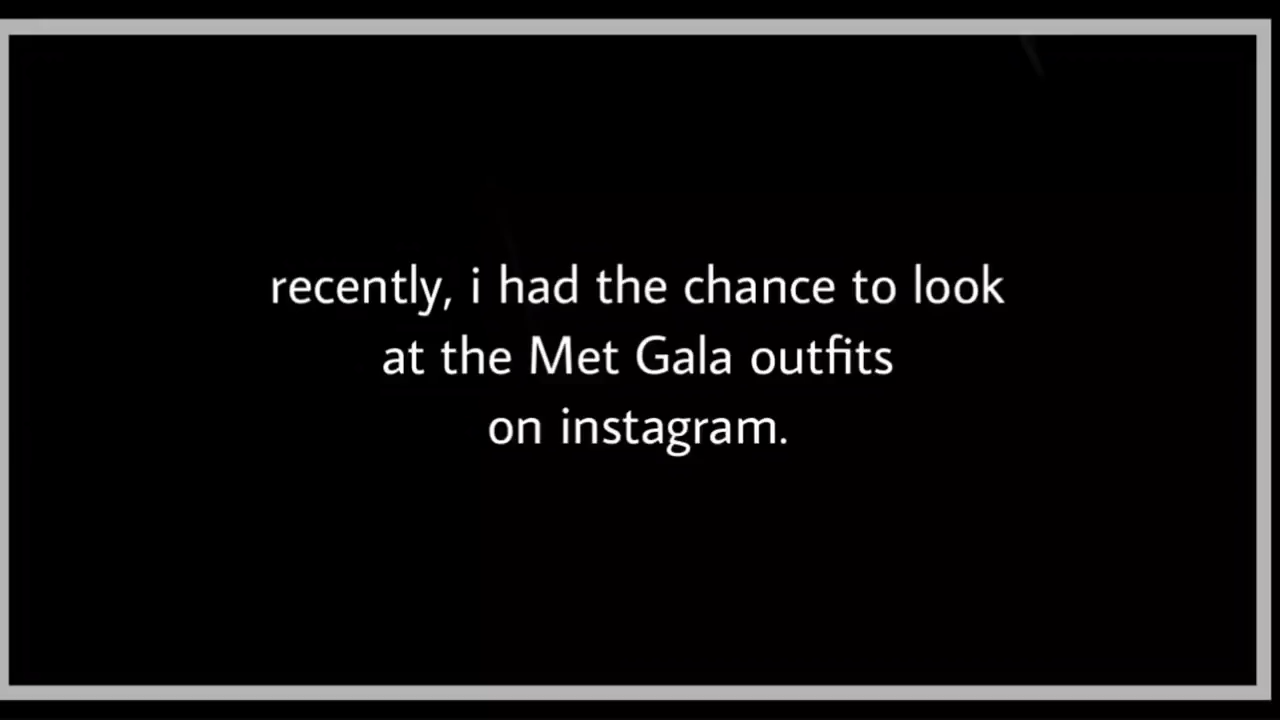 recently, i had the chance to look
at the Met Gala outfits
on instagram.